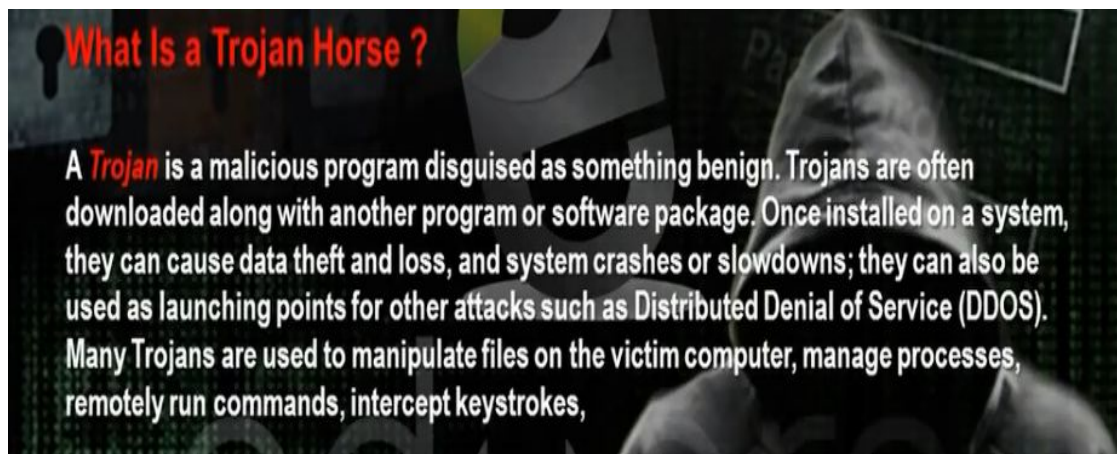 What Is a Trojan Horse ?
A Trojan is a malicious program disguised as something benign. Trojans are often
downloaded along with another program or software package. Once installed on a system,
they can cause data theft and loss, and system crashes or slowdowns; they can also be
used as launching points for other attacks such as Distributed Denial of Service (DDOS).
Many Trojans are used to manipulate files on the victim computer, manage processes,
remotely run commands, intercept keystrokes,